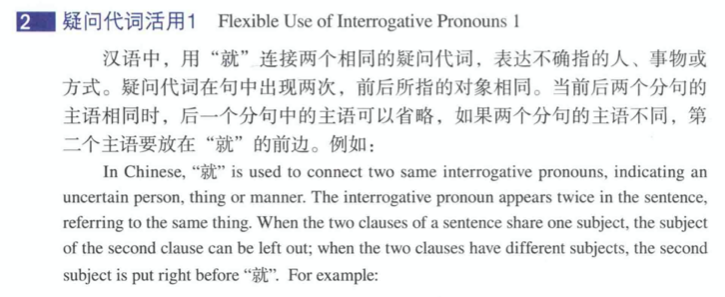 2 疑问代词活用1 Flexible Use of Interrogative Pronouns 1
汉语中，用“就”连接两个相同的疑问代词，表达不确指的人、事物或
方式。疑问代词在句中出现两次，前后所指的对象相同。当前后两个分句的
主语相同时，后一个分句中的主语可以省略，如果两个分句的主语不同，第
二个主语要放在“就”的前边。例如：
In Chinese, “就” is used to connect two same interrogative pronouns, indicating an
uncertain person, thing or manner. The interrogative pronoun appears twice in the sentence,
referring to the same thing. When the two clauses of a sentence share one subject, the subject
of the second clause can be left out; when the two clauses have different subjects, the second
subject is put right before “就”. For example: